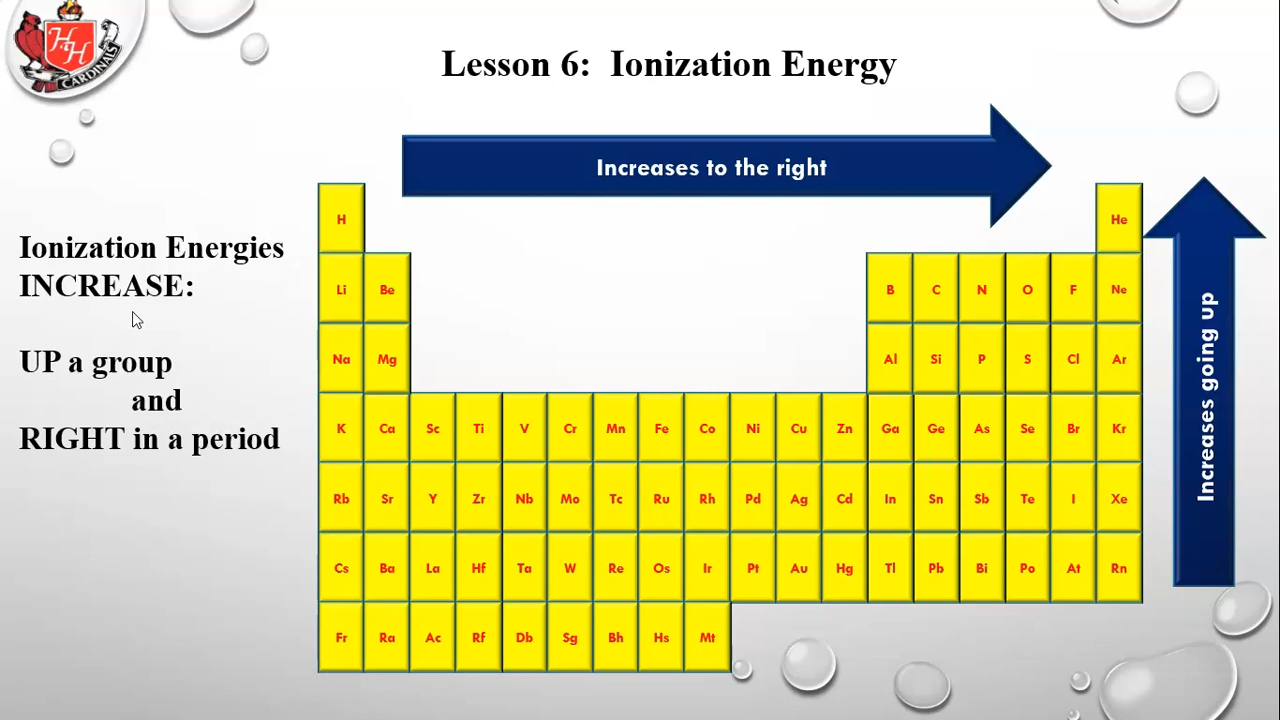 HH
CARDINALS
Lesson 6: Ionization Energy
Increases to the right
Ionization Energies
INCREASE:
UP a group
and
RIGHT in a period
H He
Li Be B C N O F Ne
Na Mg Al Si P S Cl Ar
K Ca Sc Ti V Cr Mn Fe Co Ni Cu Zn Ga Ge As Se Br Kr
Rb Sr Y Zr Nb Mo Tc Ru Rh Pd Ag Cd In Sn Sb Te I Xe
Cs Ba La Hf Ta W Re Os Ir Pt Au Hg Tl Pb Bi Po At Rn
Fr Ra Ac Rf Db Sg Bh Hs Mt
Increases going up